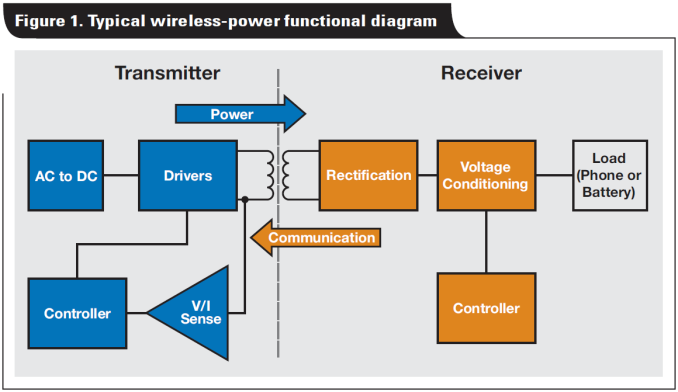 Figure 1. Typical wireless-power functional diagram
Transmitter
Receiver
Power
AC to DC
Drivers
Rectification
Voltage
Conditioning
Load
(Phone or
Battery)
Communication
Controller
V/I
Sense
Controller